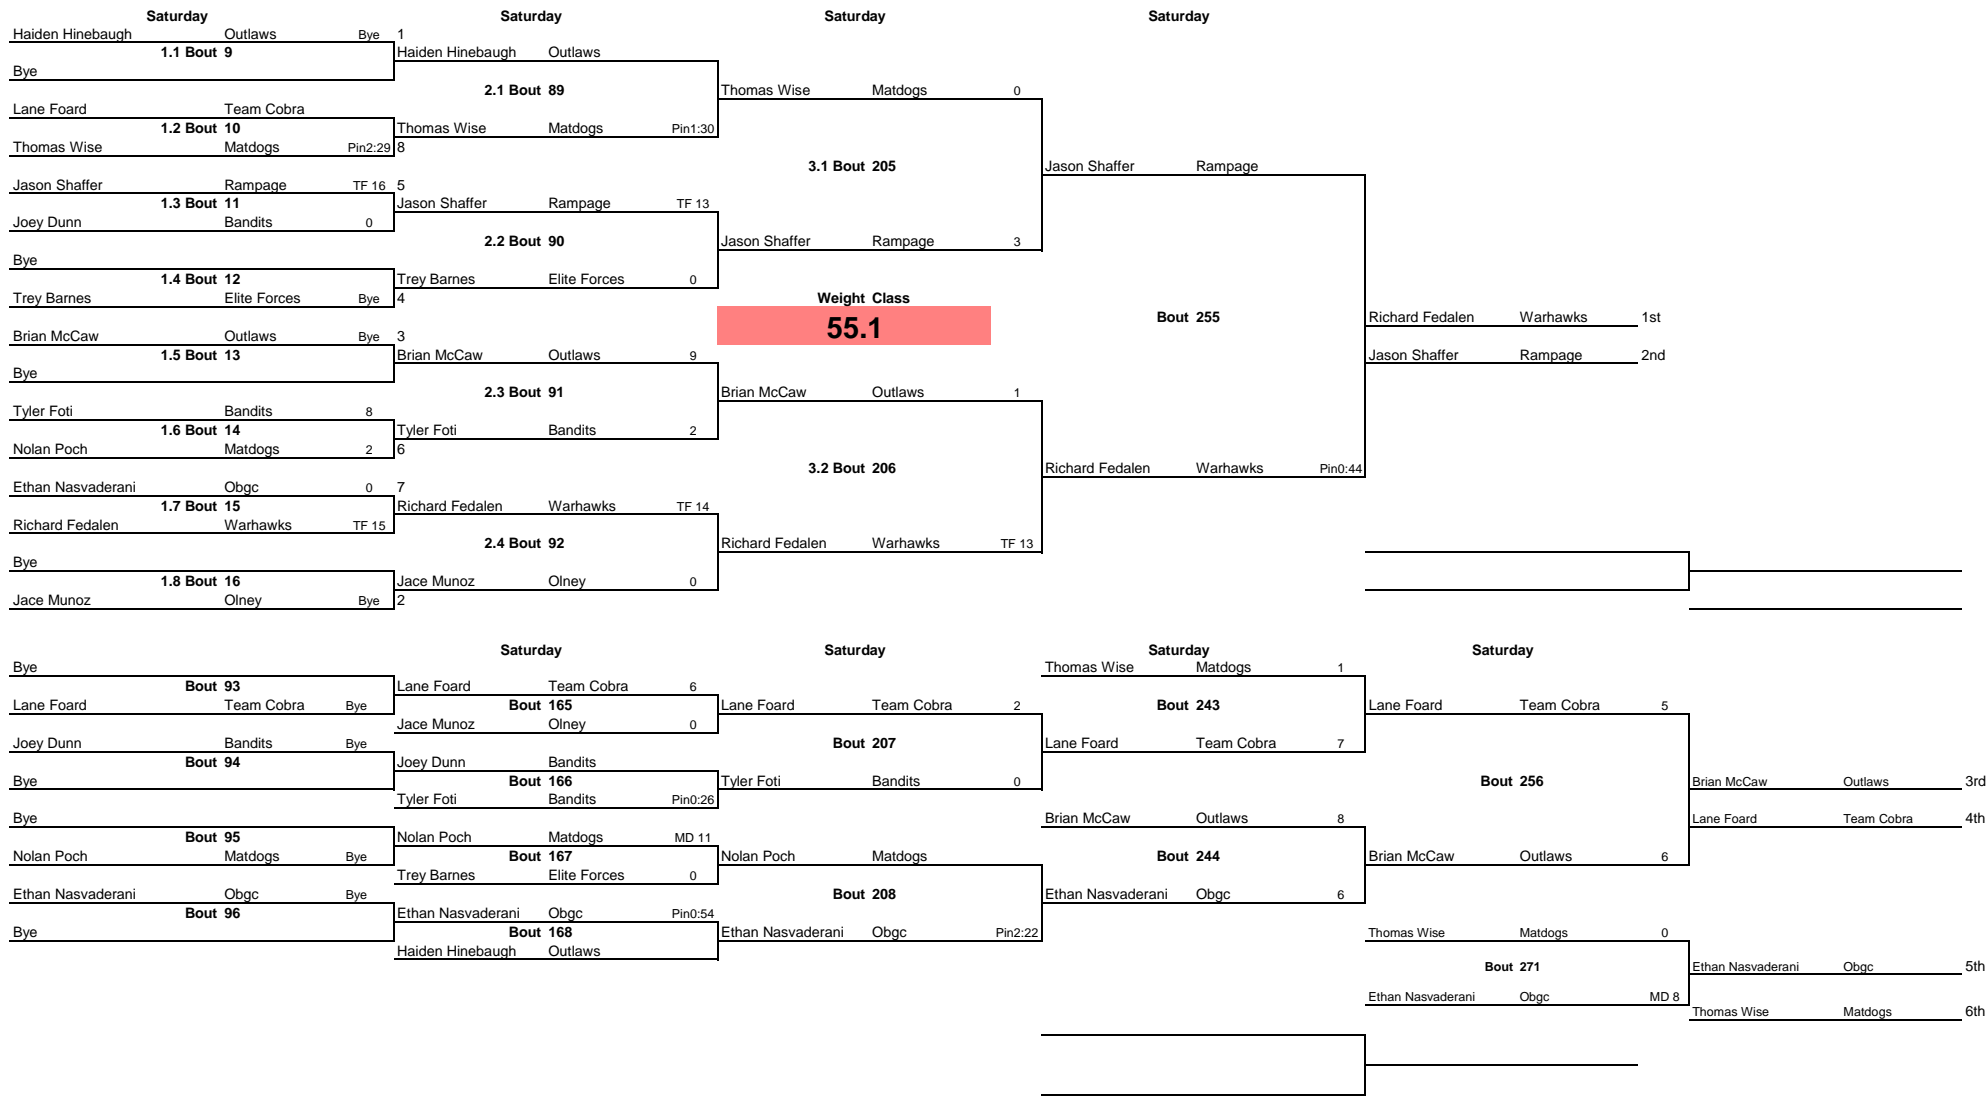 Saturday Saturday Saturday Saturday
Haiden Hinebaugh Outlaws Bye 1
1.1 Bout 9 Haiden Hinebaugh Outlaws
Bye
2.1 Bout 89 Thomas Wise Matdogs 0
Lane Foard Team Cobra
1.2 Bout 10 Thomas Wise Matdogs Pin1:30
Thomas Wise Matdogs Pin2:29 8
3.1 Bout 205 Jason Shaffer Rampage
Jason Shaffer Rampage TF 16 5
1.3 Bout 11 Jason Shaffer Rampage TF 13
Joey Dunn Bandits 0
2.2 Bout 90 Jason Shaffer Rampage 3
Bye
1.4 Bout 12 Trey Barnes Elite Forces 0
Trey Barnes Elite Forces Bye 4 Weight Class
55.1 Bout 255 Richard Fedalen Warhawks 1st
Brian McCaw Outlaws Bye 3
1.5 Bout 13 Brian McCaw Outlaws 9 Jason Shaffer Rampage 2nd
Bye
2.3 Bout 91 Brian McCaw Outlaws 1
Tyler Foti Bandits 8
1.6 Bout 14 Tyler Foti Bandits 2
Nolan Poch Matdogs 2 6
3.2 Bout 206 Richard Fedalen Warhawks Pin0:44
Ethan Nasvaderani Obgc 0 7
1.7 Bout 15 Richard Fedalen Warhawks TF 14
Richard Fedalen Warhawks TF 15
2.4 Bout 92 Richard Fedalen Warhawks TF 13
Bye
1.8 Bout 16 Jace Munoz Olney 0
Jace Munoz Olney Bye 2
Saturday Saturday Saturday Saturday
Bye Thomas Wise Matdogs 1
Bout 93 Lane Foard Team Cobra 6
Lane Foard Team Cobra Bye Bout 165 Lane Foard Team Cobra 2 Bout 243 Lane Foard Team Cobra 5
Jace Munoz Olney 0
Joey Dunn Bandits Bye Bout 207 Lane Foard Team Cobra 7
Bout 94 Joey Dunn Bandits
Bye Bout 166 Tyler Foti Bandits 0 Bout 256 Brian McCaw Outlaws 3rd
Tyler Foti Bandits Pin0:26
Bye Brian McCaw Outlaws 8 Lane Foard Team Cobra 4th
Bout 95 Nolan Poch Matdogs MD 11
Nolan Poch Matdogs Bye Bout 167 Nolan Poch Matdogs Bout 244 Brian McCaw Outlaws 6
Trey Barnes Elite Forces 0
Ethan Nasvaderani Obgc Bye Bout 208 Ethan Nasvaderani Obgc 6
Bout 96 Ethan Nasvaderani Obgc Pin0:54
Bye Bout 168 Ethan Nasvaderani Obgc Pin2:22 Thomas Wise Matdogs 0
Haiden Hinebaugh Outlaws
Bout 271 Ethan Nasvaderani Obgc 5th
Ethan Nasvaderani Obgc MD 8
Thomas Wise Matdogs 6th